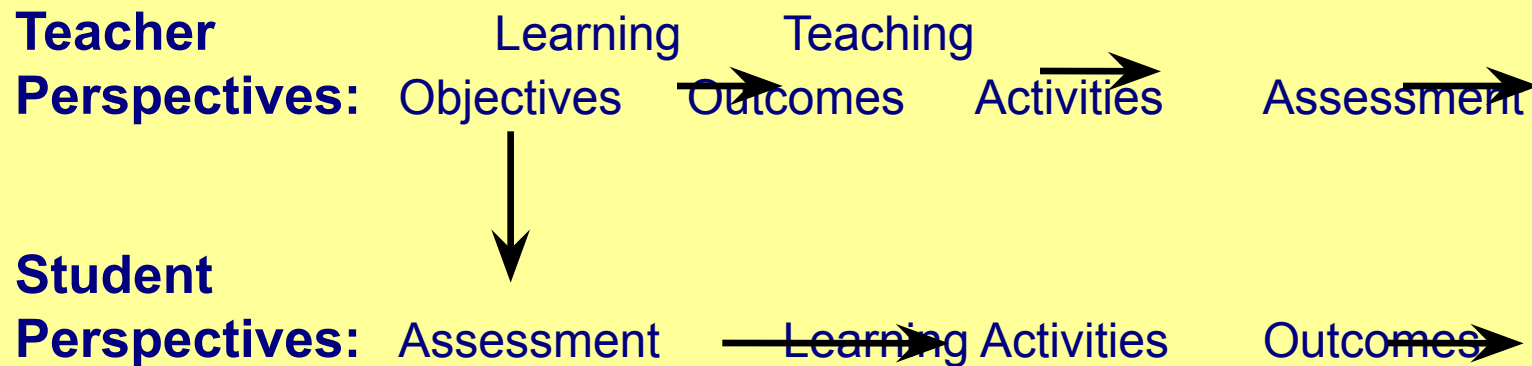 Teacher Learning Teaching
Perspectives: Objectives Outcomes Activities Assessment
Student
Perspectives: Assessment Learning Activities Outcomes